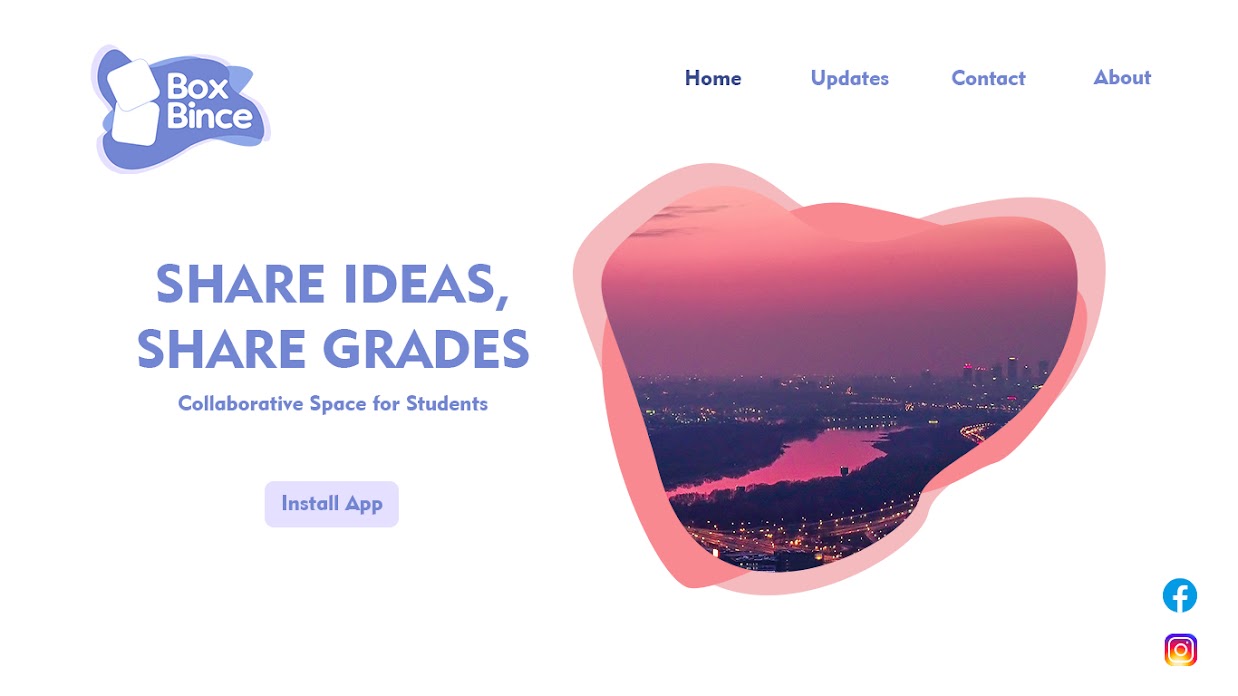 Box
Bince
Home
Updates
Contact
About
SHARE IDEAS,
SHARE GRADES
Collaborative Space for Students
Install App